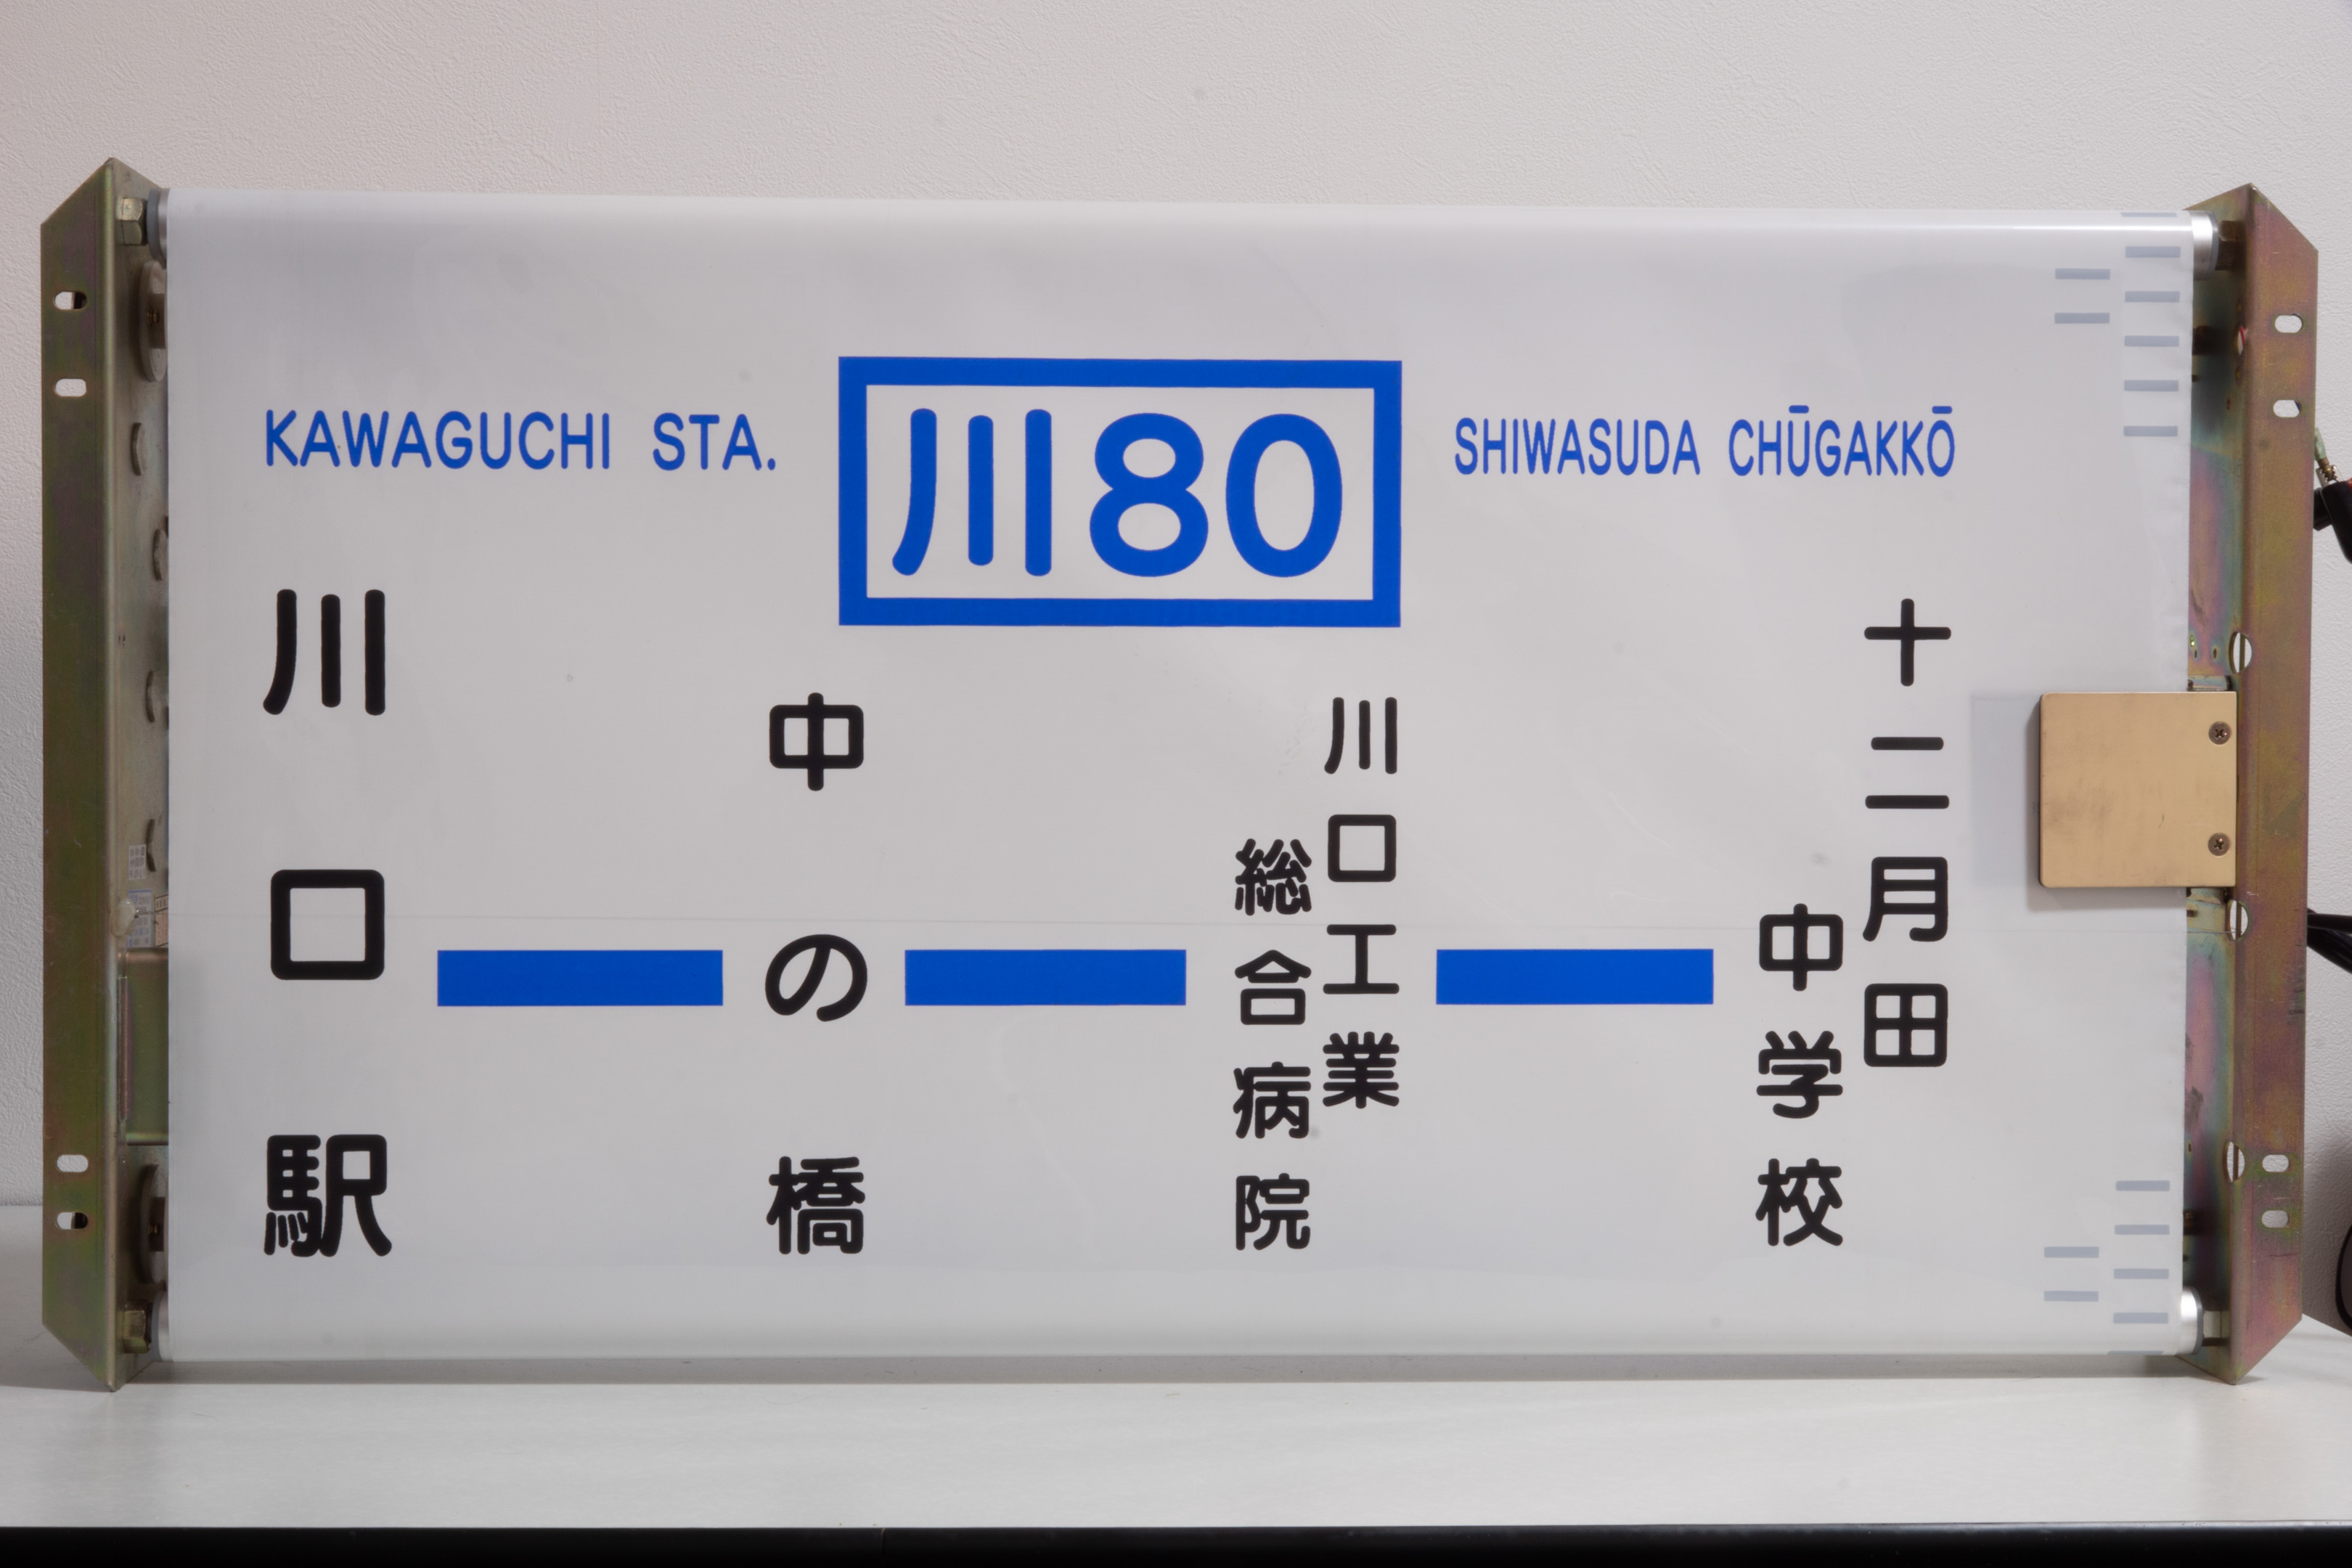 KAWAGUCHI STA.
川80
SHIWASUDA CHŪGAKKŌ
川口駅
中の橋
川口工業
総合病院
十二月田
中学校